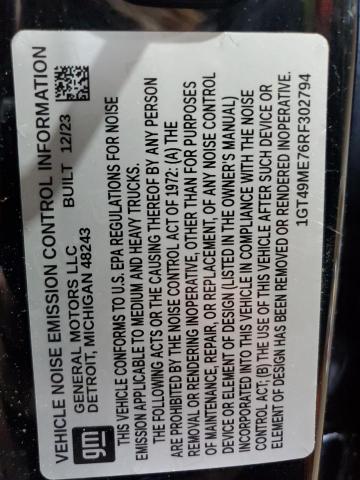 VEHICLE NOISE EMISSION CONTROL INFORMATION
gm
GENERAL MOTORS LLC
DETROIT, MICHIGAN 48243
BUILT 12/23
THIS VEHICLE CONFORMS TO U.S. EPA REGULATIONS FOR NOISE
EMISSION APPLICABLE TO MEDIUM AND HEAVY TRUCKS.
THE FOLLOWING ACTS OR THE CAUSING THEREOF BY ANY PERSON
ARE PROHIBITED BY THE NOISE CONTROL ACT OF 1972: (A) THE
REMOVAL OR RENDERING INOPERATIVE, OTHER THAN FOR PURPOSES
OF MAINTENANCE, REPAIR, OR REPLACEMENT, OF ANY NOISE CONTROL
DEVICE OR ELEMENT OF DESIGN (LISTED IN THE OWNER'S MANUAL)
INCORPORATED INTO THIS VEHICLE IN COMPLIANCE WITH THE NOISE
CONTROL ACT; (B) THE USE OF THIS VEHICLE AFTER SUCH DEVICE OR
ELEMENT OF DESIGN HAS BEEN REMOVED OR RENDERED INOPERATIVE.
1GT49ME76RF302794